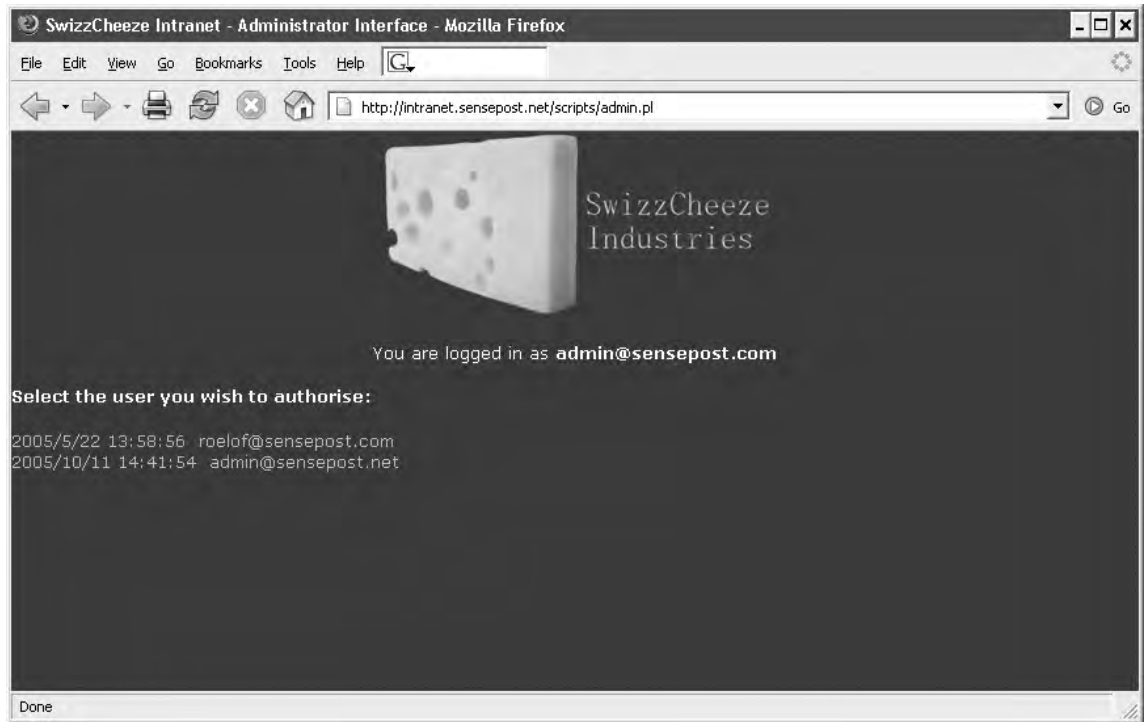 SwizzCheeze Intranet - Administrator Interface - Mozilla Firefox
File Edit View Go Bookmarks Tools Help G
http://intranet.sensepost.net/scripts/admin.pl Go
SwizzCheeze
Industries
You are logged in as admin@sensepost.com
Select the user you wish to authorise:
2005/5/22 13:58:56 roelof@sensepost.com
2005/10/11 14:41:54 admin@sensepost.net
Done